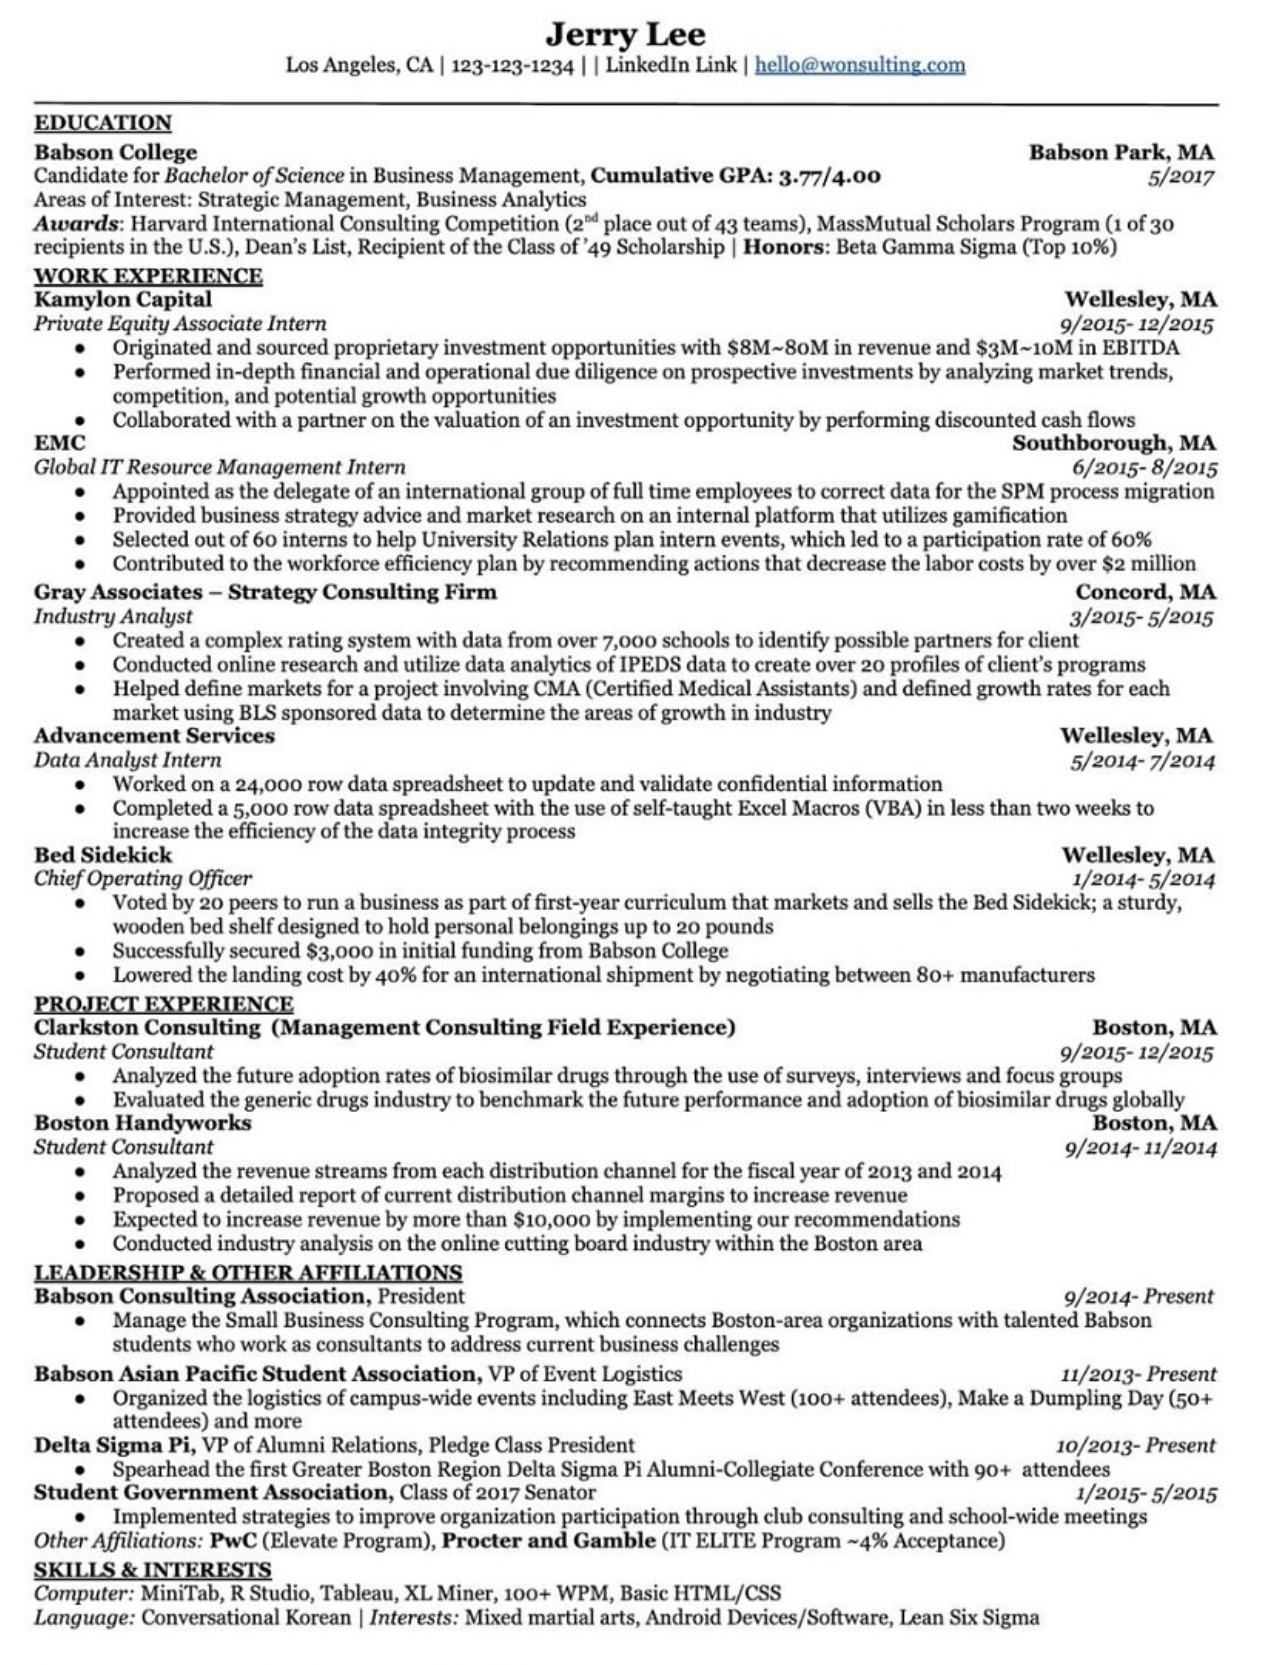 Jerry Lee
Los Angeles, CA | 123-123-1234 | | LinkedIn Link | hello@wonsulting.com
EDUCATION
Babson College Babson Park, MA
Candidate for Bachelor of Science in Business Management, Cumulative GPA: 3.77/4.00 5/2017
Areas of Interest: Strategic Management, Business Analytics
Awards: Harvard International Consulting Competition (2nd place out of 43 teams), MassMutual Scholars Program (1 of 30
recipients in the U.S.), Dean's List, Recipient of the Class of '49 Scholarship | Honors: Beta Gamma Sigma (Top 10%)
WORK EXPERIENCE
Kamylon Capital Wellesley, MA
Private Equity Associate Intern 9/2015- 12/2015
● Originated and sourced proprietary investment opportunities with $8M~80M in revenue and $3M~10M in EBITDA
● Performed in-depth financial and operational due diligence on prospective investments by analyzing market trends,
competition, and potential growth opportunities
● Collaborated with a partner on the valuation of an investment opportunity by performing discounted cash flows
EMC Southborough, MA
Global IT Resource Management Intern 6/2015- 8/2015
● Appointed as the delegate of an international group of full time employees to correct data for the SPM process migration
● Provided business strategy advice and market research on an internal platform that utilizes gamification
● Selected out of 60 interns to help University Relations plan intern events, which led to a participation rate of 60%
● Contributed to the workforce efficiency plan by recommending actions that decrease the labor costs by over $2 million
Gray Associates – Strategy Consulting Firm Concord, MA
Industry Analyst 3/2015- 5/2015
● Created a complex rating system with data from over 7,000 schools to identify possible partners for client
● Conducted online research and utilize data analytics of IPEDS data to create over 20 profiles of client's programs
● Helped define markets for a project involving CMA (Certified Medical Assistants) and defined growth rates for each
market using BLS sponsored data to determine the areas of growth in industry
Advancement Services Wellesley, MA
Data Analyst Intern 5/2014- 7/2014
● Worked on a 24,000 row data spreadsheet to update and validate confidential information
● Completed a 5,000 row data spreadsheet with the use of self-taught Excel Macros (VBA) in less than two weeks to
increase the efficiency of the data integrity process
Bed Sidekick Wellesley, MA
Chief Operating Officer 1/2014- 5/2014
● Voted by 20 peers to run a business as part of first-year curriculum that markets and sells the Bed Sidekick; a sturdy,
wooden bed shelf designed to hold personal belongings up to 20 pounds
● Successfully secured $3,000 in initial funding from Babson College
● Lowered the landing cost by 40% for an international shipment by negotiating between 80+ manufacturers
PROJECT EXPERIENCE
Clarkston Consulting (Management Consulting Field Experience) Boston, MA
Student Consultant 9/2015- 12/2015
● Analyzed the future adoption rates of biosimilar drugs through the use of surveys, interviews and focus groups
● Evaluated the generic drugs industry to benchmark the future performance and adoption of biosimilar drugs globally
Boston Handyworks Boston, MA
Student Consultant 9/2014- 11/2014
● Analyzed the revenue streams from each distribution channel for the fiscal year of 2013 and 2014
● Proposed a detailed report of current distribution channel margins to increase revenue
● Expected to increase revenue by more than $10,000 by implementing our recommendations
● Conducted industry analysis on the online cutting board industry within the Boston area
LEADERSHIP & OTHER AFFILIATIONS
Babson Consulting Association, President 9/2014- Present
● Manage the Small Business Consulting Program, which connects Boston-area organizations with talented Babson
students who work as consultants to address current business challenges
Babson Asian Pacific Student Association, VP of Event Logistics 11/2013- Present
● Organized the logistics of campus-wide events including East Meets West (100+ attendees), Make a Dumpling Day (50+
attendees) and more
Delta Sigma Pi, VP of Alumni Relations, Pledge Class President 10/2013- Present
● Spearhead the first Greater Boston Region Delta Sigma Pi Alumni-Collegiate Conference with 90+ attendees
Student Government Association, Class of 2017 Senator 1/2015- 5/2015
● Implemented strategies to improve organization participation through club consulting and school-wide meetings
Other Affiliations: PwC (Elevate Program), Procter and Gamble (IT ELITE Program ~4% Acceptance)
SKILLS & INTERESTS
Computer: MiniTab, R Studio, Tableau, XL Miner, 100+ WPM, Basic HTML/CSS
Language: Conversational Korean | Interests: Mixed martial arts, Android Devices/Software, Lean Six Sigma